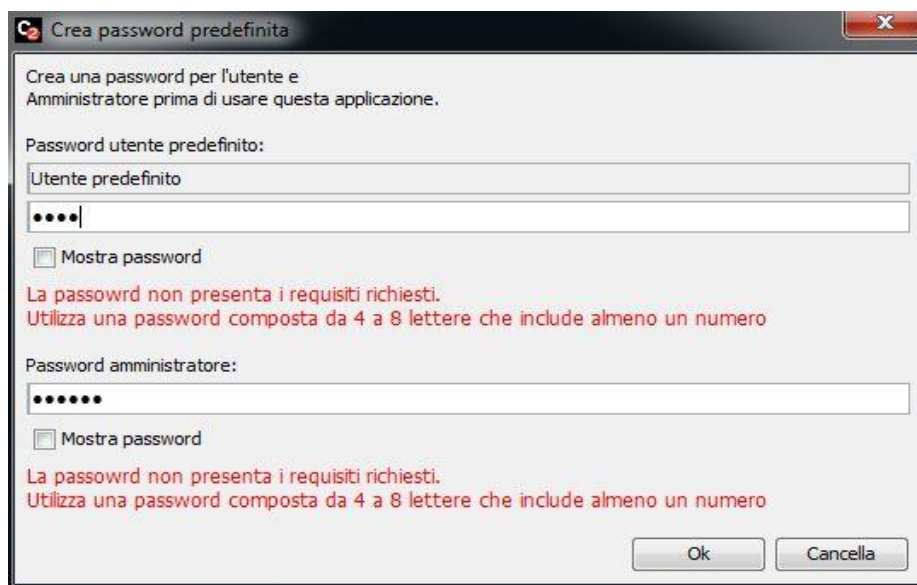 C2 Crea password predefinita
Crea una password per l'utente e
Amministratore prima di usare questa applicazione.
Password utente predefinito:
Utente predefinito
••••
Mostra password
La passowrd non presenta i requisiti richiesti.
Utilizza una password composta da 4 a 8 lettere che include almeno un numero
Password amministratore:
••••••
Mostra password
La passowrd non presenta i requisiti richiesti.
Utilizza una password composta da 4 a 8 lettere che include almeno un numero
Ok Cancella